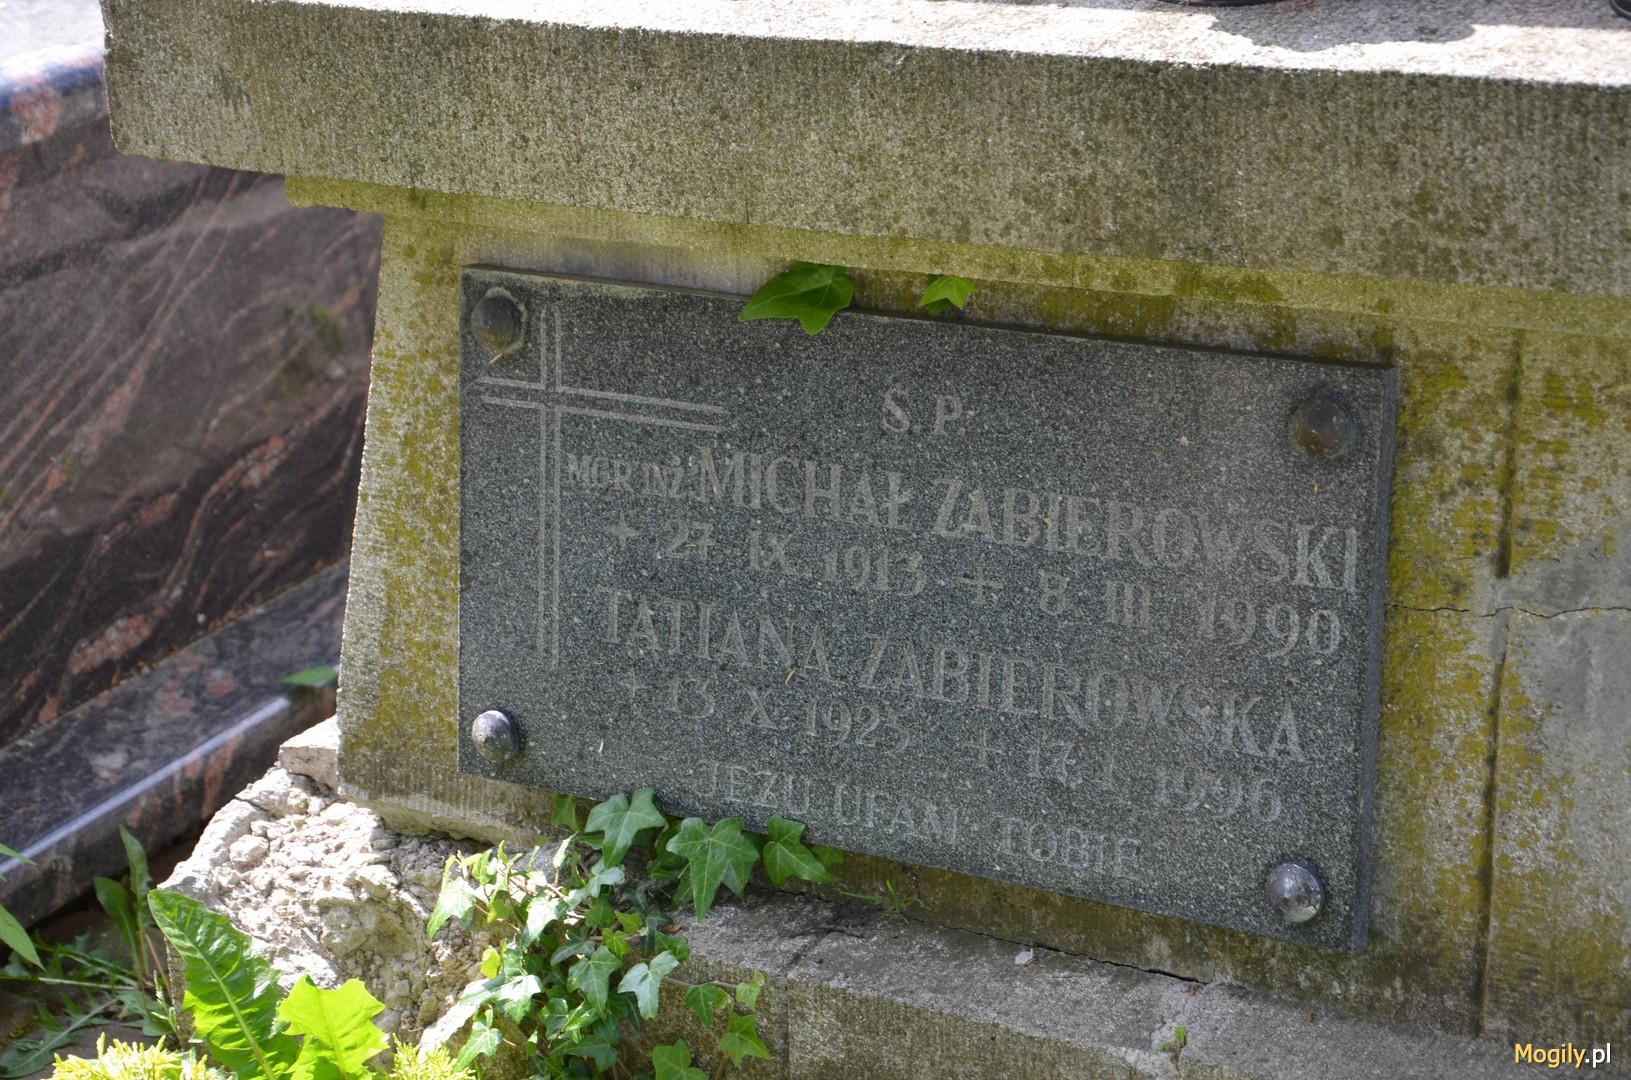 Ś.P.
MGR INŻ. MICHAŁ ZABIEROWSKI
+ 27 IX 1913 + 8 III 1990
TATIANA ZABIEROWSKA
+ 13 X 1925 + 17 I 1996
JEZU UFAM TOBIE
Mogily.pl